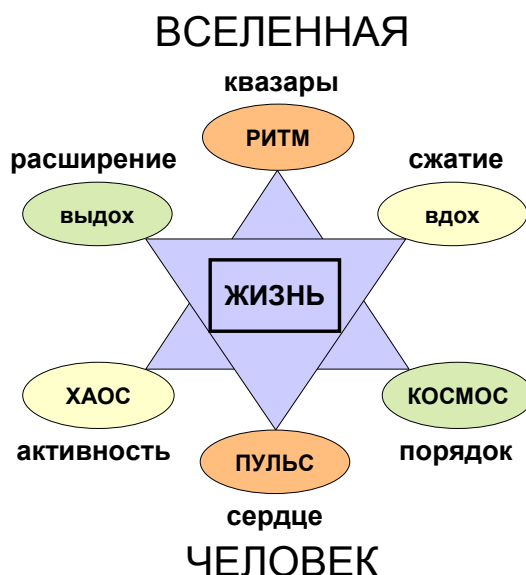 ВСЕЛЕННАЯ
квазары
РИТМ
расширение
сжатие
выдох
вдох
ЖИЗНЬ
ХАОС
КОСМОС
активность
порядок
ПУЛЬС
сердце
ЧЕЛОВЕК